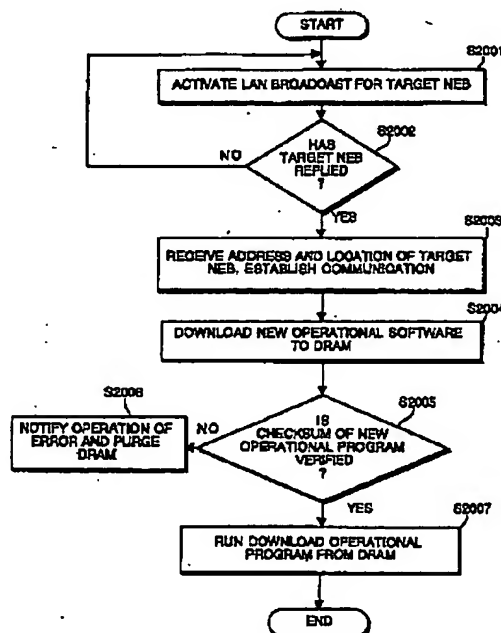 START
S2001
ACTIVATE LAN BROADCAST FOR TARGET NEB
S2002
HAS
TARGET NEB
REPLIED
?
NO
YES
S2003
RECEIVE ADDRESS AND LOCATION OF TARGET
NEB, ESTABLISH COMMUNICATION
S2004
DOWNLOAD NEW OPERATIONAL SOFTWARE
TO DRAM
S2005
IS
CHECKSUM OF NEW
OPERATIONAL PROGRAM
VERIFIED
?
S2006
NO
NOTIFY OPERATION OF
ERROR AND PURGE
DRAM
YES
S2007
RUN DOWNLOAD OPERATIONAL
PROGRAM FROM DRAM
END